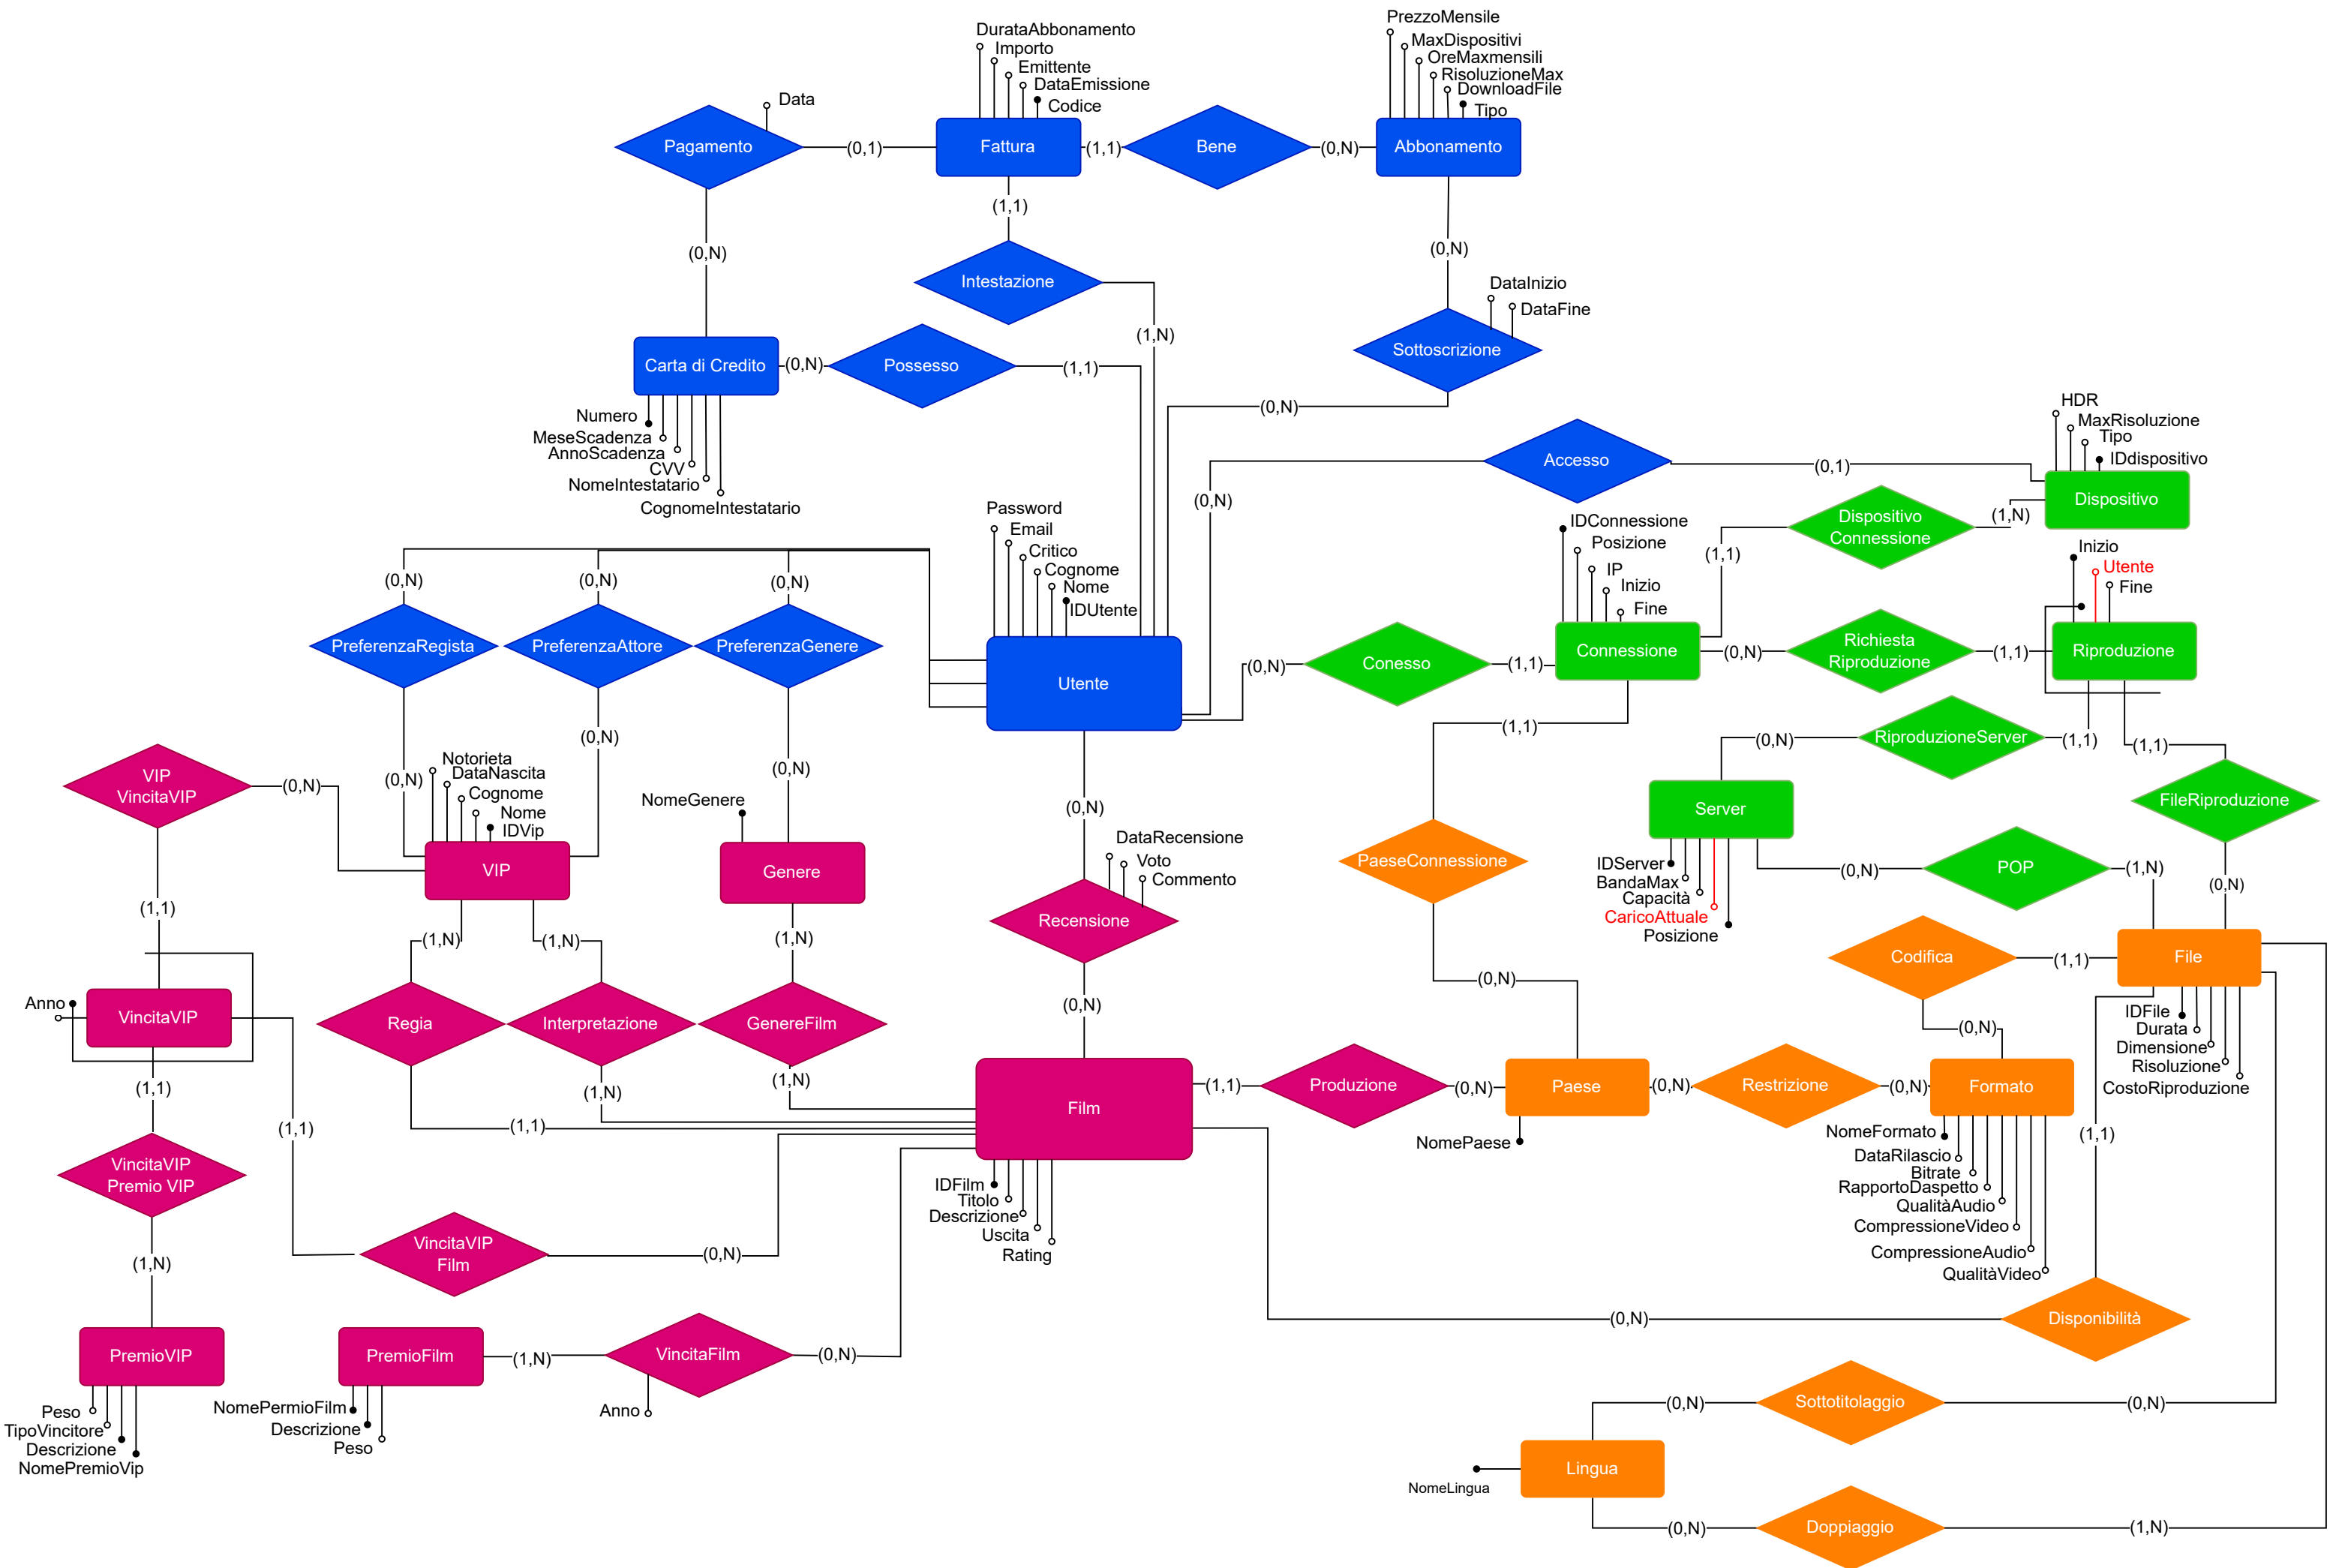 PrezzoMensile
MaxDispositivi
OreMaxmensili
RisoluzioneMax
DownloadFile
Tipo
DurataAbbonamento
Importo
Emittente
DataEmissione
Codice
Data
Pagamento
(0,1)
Fattura
(1,1)
Bene
(0,N)
Abbonamento
(1,1)
(0,N)
(0,N)
Intestazione
DataInizio
DataFine
(1,N)
Sottoscrizione
Carta di Credito
(0,N)
Possesso
(1,1)
(0,N)
Numero
MeseScadenza
AnnoScadenza
CVV
NomeIntestatario
CognomeIntestatario
Accesso
(0,1)
(0,N)
HDR
MaxRisoluzione
Tipo
IDdispositivo
Dispositivo
Dispositivo
Connessione
(1,N)
(1,1)
Password
Email
Critico
Cognome
Nome
IDUtente
IDConnessione
Posizione
IP
Inizio
Fine
Inizio
Utente
Fine
(0,N)
(0,N)
(0,N)
PreferenzaRegista
PreferenzaAttore
PreferenzaGenere
Utente
(0,N)
Conesso
(1,1)
Connessione
(0,N)
Richiesta
Riproduzione
(1,1)
Riproduzione
(1,1)
(0,N)
RiproduzioneServer
(1,1)
(1,1)
(0,N)
(0,N)
(0,N)
VIP
VincitaVIP
(0,N)
Notorieta
DataNascita
Cognome
Nome
IDVip
VIP
NomeGenere
Genere
(0,N)
DataRecensione
Voto
Commento
Recensione
PaeseConnessione
Server
FileRiproduzione
IDServer
BandaMax
Capacità
CaricoAttuale
Posizione
(0,N)
POP
(1,N)
(0,N)
(1,1)
(1,N)
(1,N)
(1,N)
Codifica
(1,1)
File
(0,N)
(0,N)
(0,N)
Anno
VincitaVIP
Regia
Interpretazione
GenereFilm
IDFile
Durata
Dimensione
Risoluzione
CostoRiproduzione
(1,1)
(1,N)
(1,N)
(1,1)
(1,1)
Film
(1,1)
Produzione
(0,N)
Paese
(0,N)
Restrizione
(0,N)
Formato
NomePaese
NomeFormato
DataRilascio
Bitrate
RapportoDaspetto
QualitàAudio
CompressioneVideo
CompressioneAudio
QualitàVideo
(1,1)
VincitaVIP
Premio VIP
IDFilm
Titolo
Descrizione
Uscita
Rating
VincitaVIP
Film
(0,N)
(1,N)
(0,N)
Disponibilità
PremioVIP
PremioFilm
(1,N)
VincitaFilm
(0,N)
Anno
Peso
TipoVincitore
Descrizione
NomePremioVip
NomePermioFilm
Descrizione
Peso
(0,N)
Sottotitolaggio
(0,N)
Lingua
NomeLingua
(0,N)
Doppiaggio
(1,N)